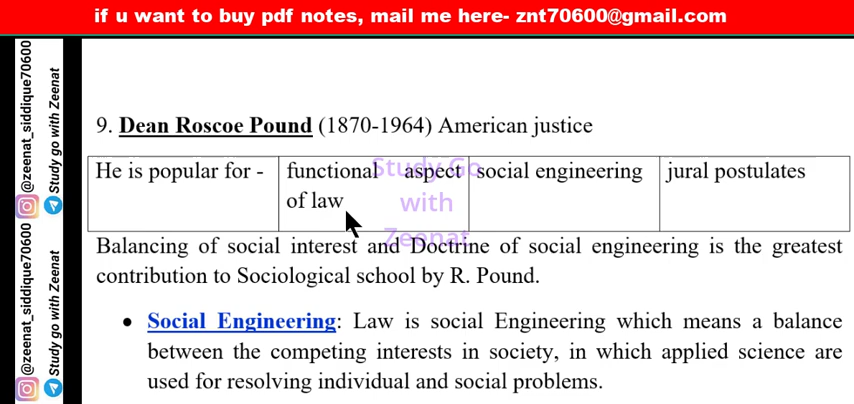 if u want to buy pdf notes, mail me here- znt70600@gmail.com
@zeenat_siddique70600
Study go with Zeenat
@zeenat_siddique70600
Study go with Zeenat
9. Dean Roscoe Pound (1870-1964) American justice
He is popular for - functional aspect of law social engineering jural postulates
Study Go
with
Zeenat
Balancing of social interest and Doctrine of social engineering is the greatest
contribution to Sociological school by R. Pound.
• Social Engineering: Law is social Engineering which means a balance
between the competing interests in society, in which applied science are
used for resolving individual and social problems.